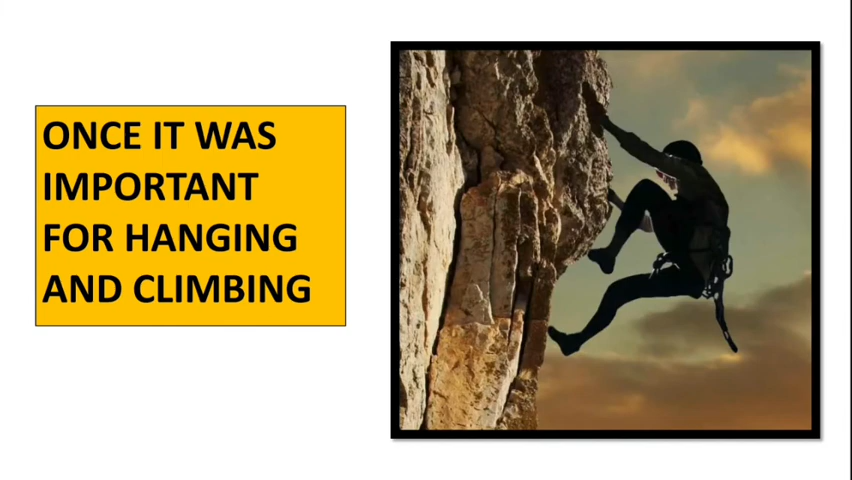 ONCE IT WAS
IMPORTANT
FOR HANGING
AND CLIMBING